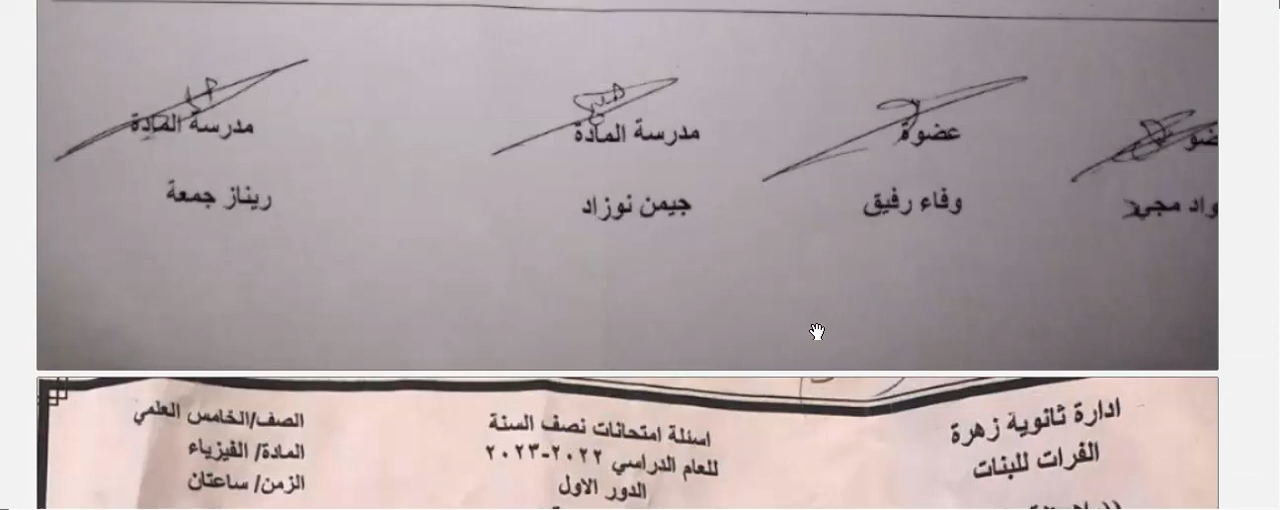 عضوة مدرسة المادة مدرسة المادة
وفاء رفيق جيمن نوزاد ريناز جمعة
ادارة ثانوية زهرة
الفرات للبنات
اسئلة امتحانات نصف السنة
للعام الدراسي ٢٠٢٢-٢٠٢٣
الدور الاول
الصف/الخامس العلمي
المادة/ الفيزياء
الزمن/ ساعتان